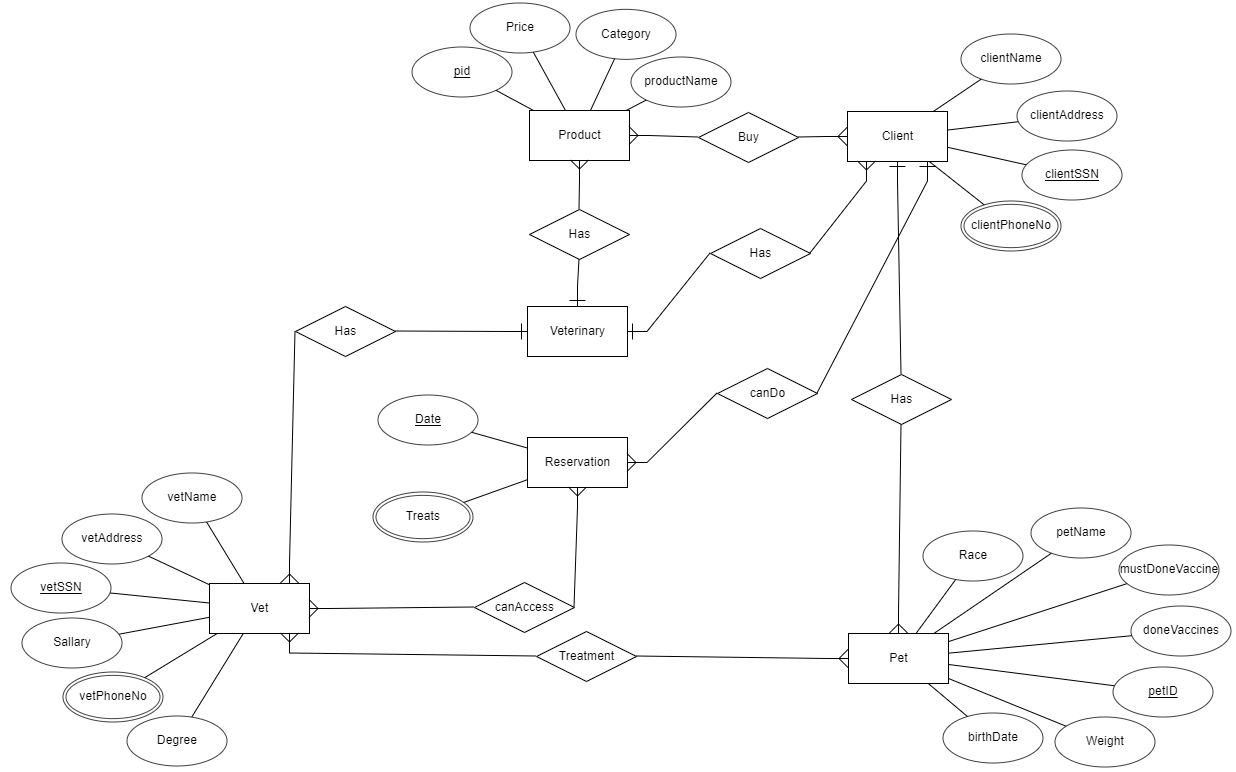 Price
Category
pid
productName
clientName
clientAddress
Product
Buy
Client
clientSSN
clientPhoneNo
Has
Has
Has
Veterinary
canDo
Has
Date
Reservation
Treats
vetName
vetAddress
vetSSN
Vet
canAccess
Sallary
Treatment
vetPhoneNo
Degree
Race
petName
mustDoneVaccine
doneVaccines
Pet
petID
birthDate
Weight